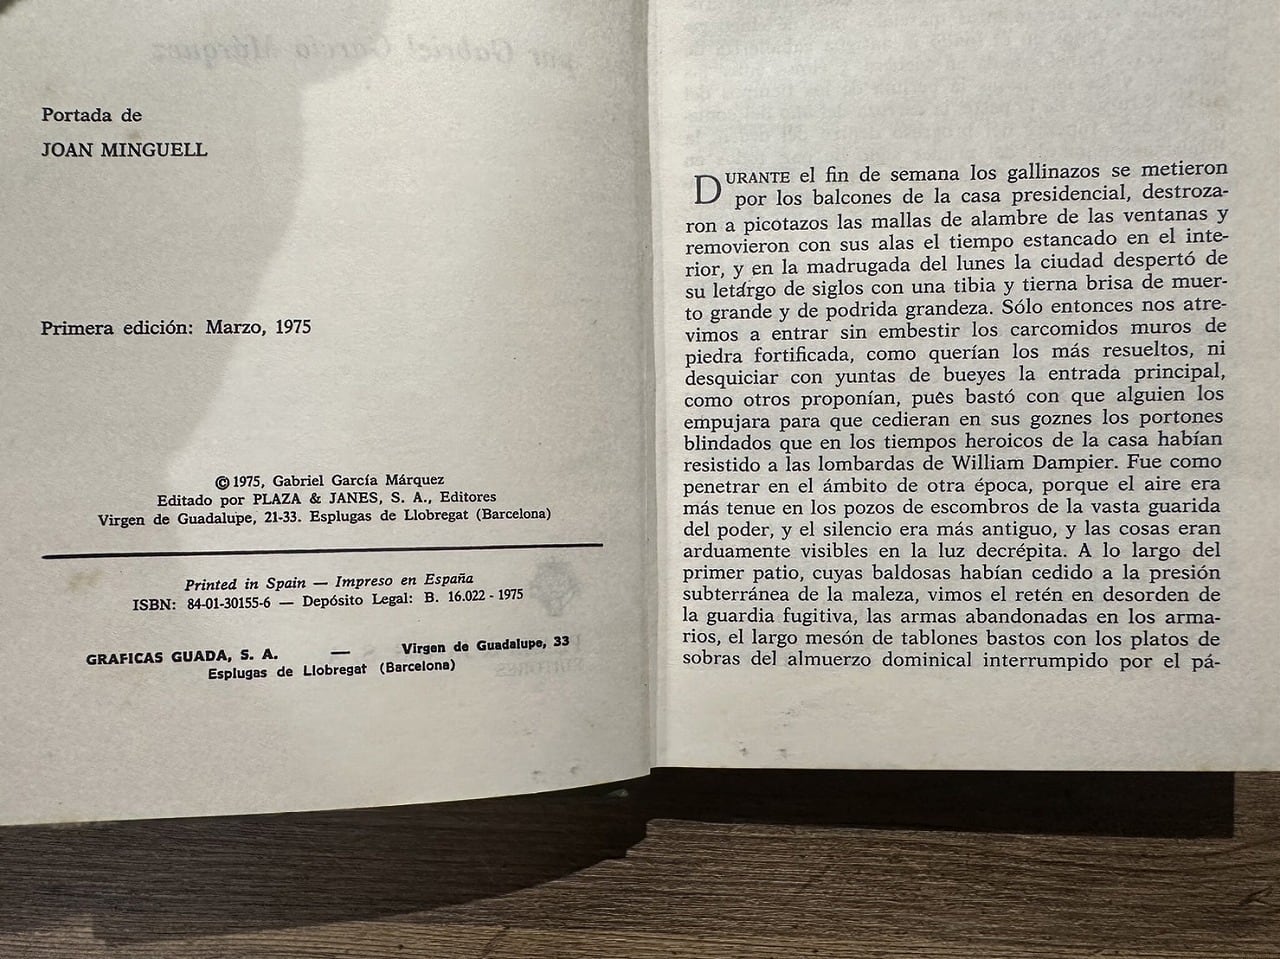 Portada de
JOAN MINGUELL
Primera edición: Marzo, 1975
© 1975, Gabriel García Márquez
Editado por PLAZA & JANES, S. A., Editores
Virgen de Guadalupe, 21-33. Esplugas de Llobregat (Barcelona)
Printed in Spain — Impreso en España
ISBN: 84-01-30155-6 — Depósito Legal: B. 16.022 - 1975
GRAFICAS GUADA, S. A. — Virgen de Guadalupe, 33
Esplugas de Llobregat (Barcelona)
DURANTE el fin de semana los gallinazos se metieron
por los balcones de la casa presidencial, destroza-
ron a picotazos las mallas de alambre de las ventanas y
removieron con sus alas el tiempo estancado en el inte-
rior, y en la madrugada del lunes la ciudad despertó de
su letárgo de siglos con una tibia y tierna brisa de muer-
to grande y de podrida grandeza. Sólo entonces nos atre-
vimos a entrar sin embestir los carcomidos muros de
piedra fortificada, como querían los más resueltos, ni
desquiciar con yuntas de bueyes la entrada principal,
como otros proponían, pues bastó con que alguien los
empujara para que cedieran en sus goznes los portones
blindados que en los tiempos heroicos de la casa habían
resistido a las lombardas de William Dampier. Fue como
penetrar en el ámbito de otra época, porque el aire era
más tenue en los pozos de escombros de la vasta guarida
del poder, y el silencio era más antiguo, y las cosas eran
arduamente visibles en la luz decrépita. A lo largo del
primer patio, cuyas baldosas habían cedido a la presión
subterránea de la maleza, vimos el retén en desorden de
la guardia fugitiva, las armas abandonadas en los arma-
rios, el largo mesón de tablones bastos con los platos de
sobras del almuerzo dominical interrumpido por el pá-